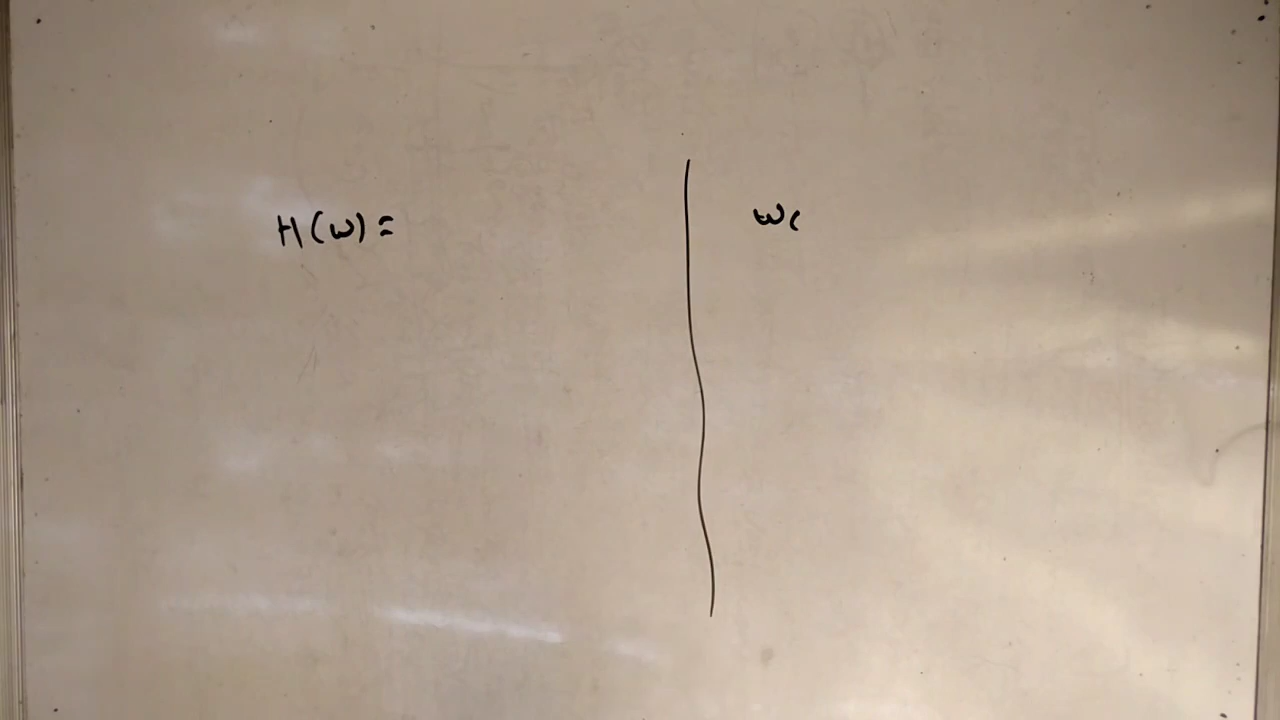 H(ω) =
ωc